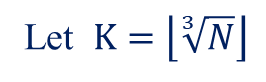 Let K = ⌊∛N⌋